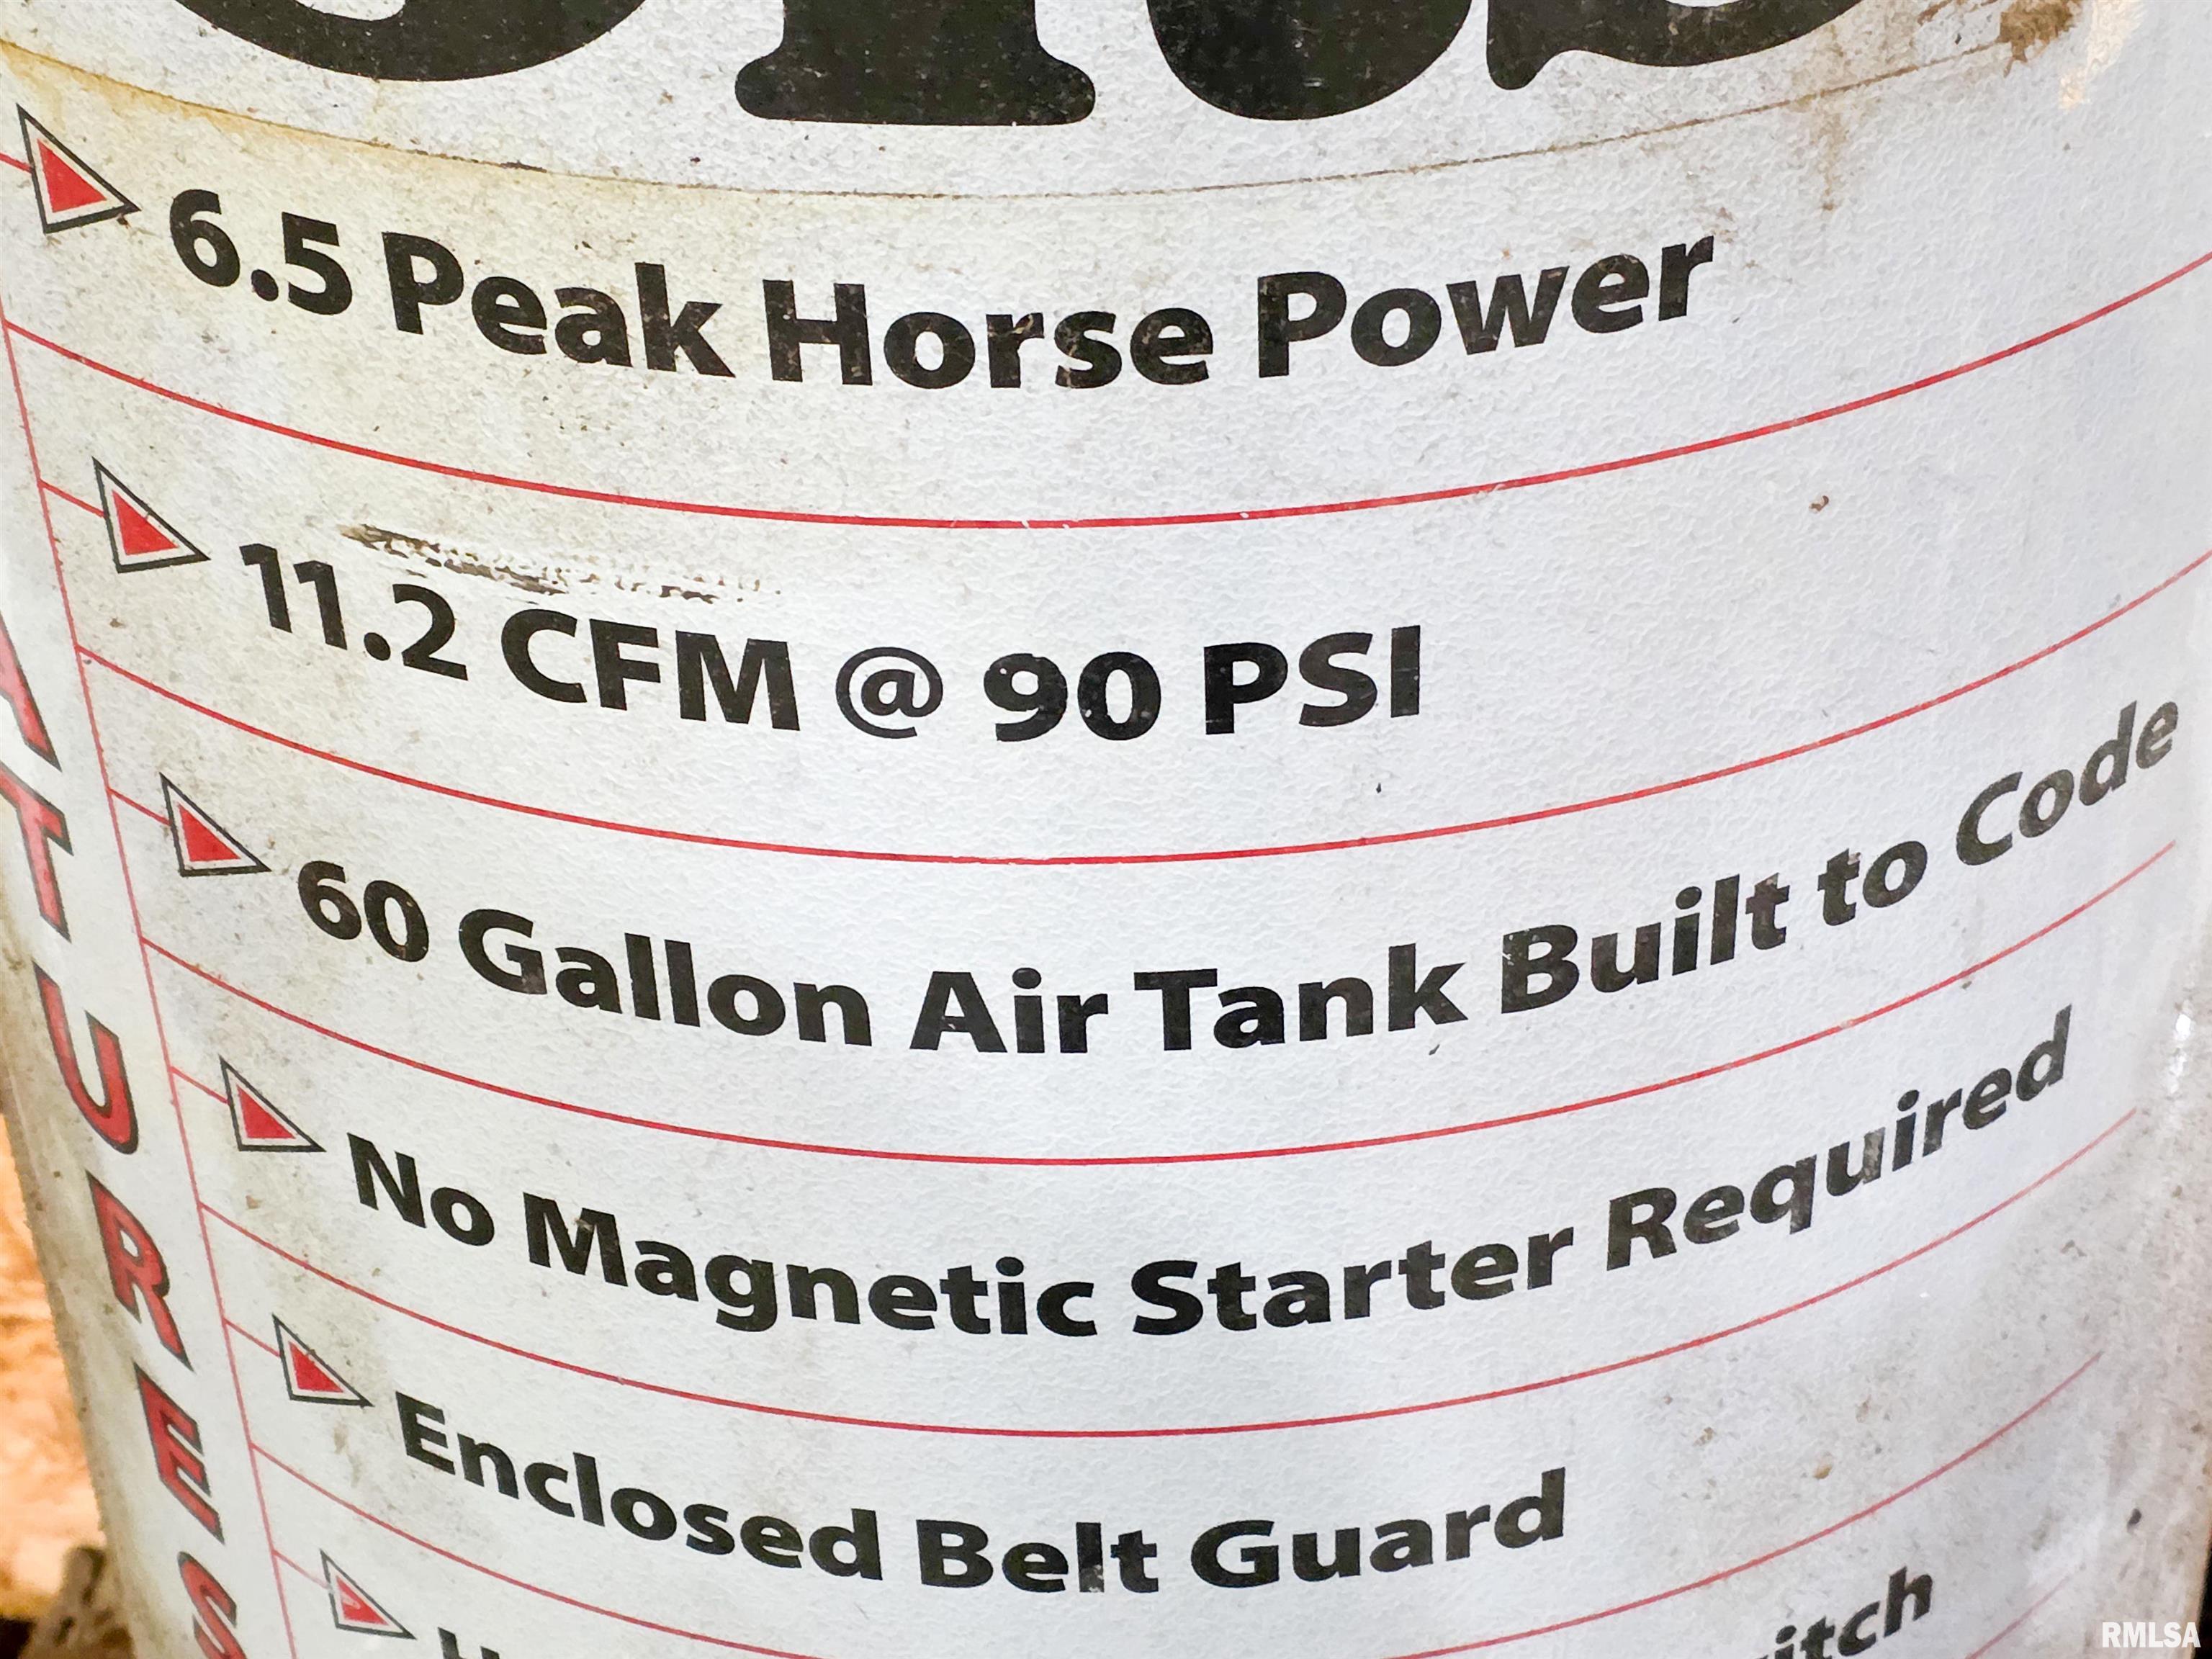 6.5 Peak Horse Power
11.2 CFM @ 90 PSI
60 Gallon Air Tank Built to Code
No Magnetic Starter Required
Enclosed Belt Guard
ATURES
RMLSA